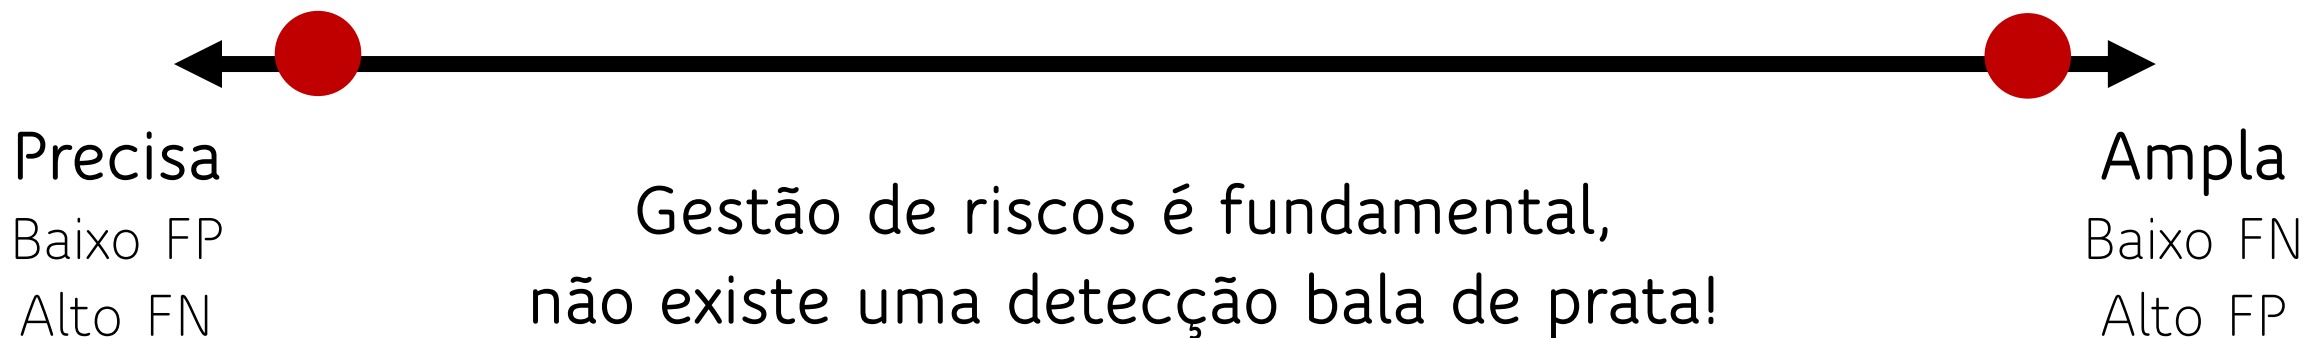 Precisa
Baixo FP
Alto FN
Gestão de riscos é fundamental,
não existe uma detecção bala de prata!
Ampla
Baixo FN
Alto FP